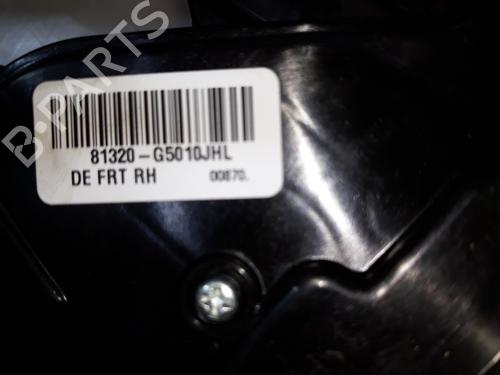 B-PARTS
81320-G5010JHL
DE FRT RH 00870.